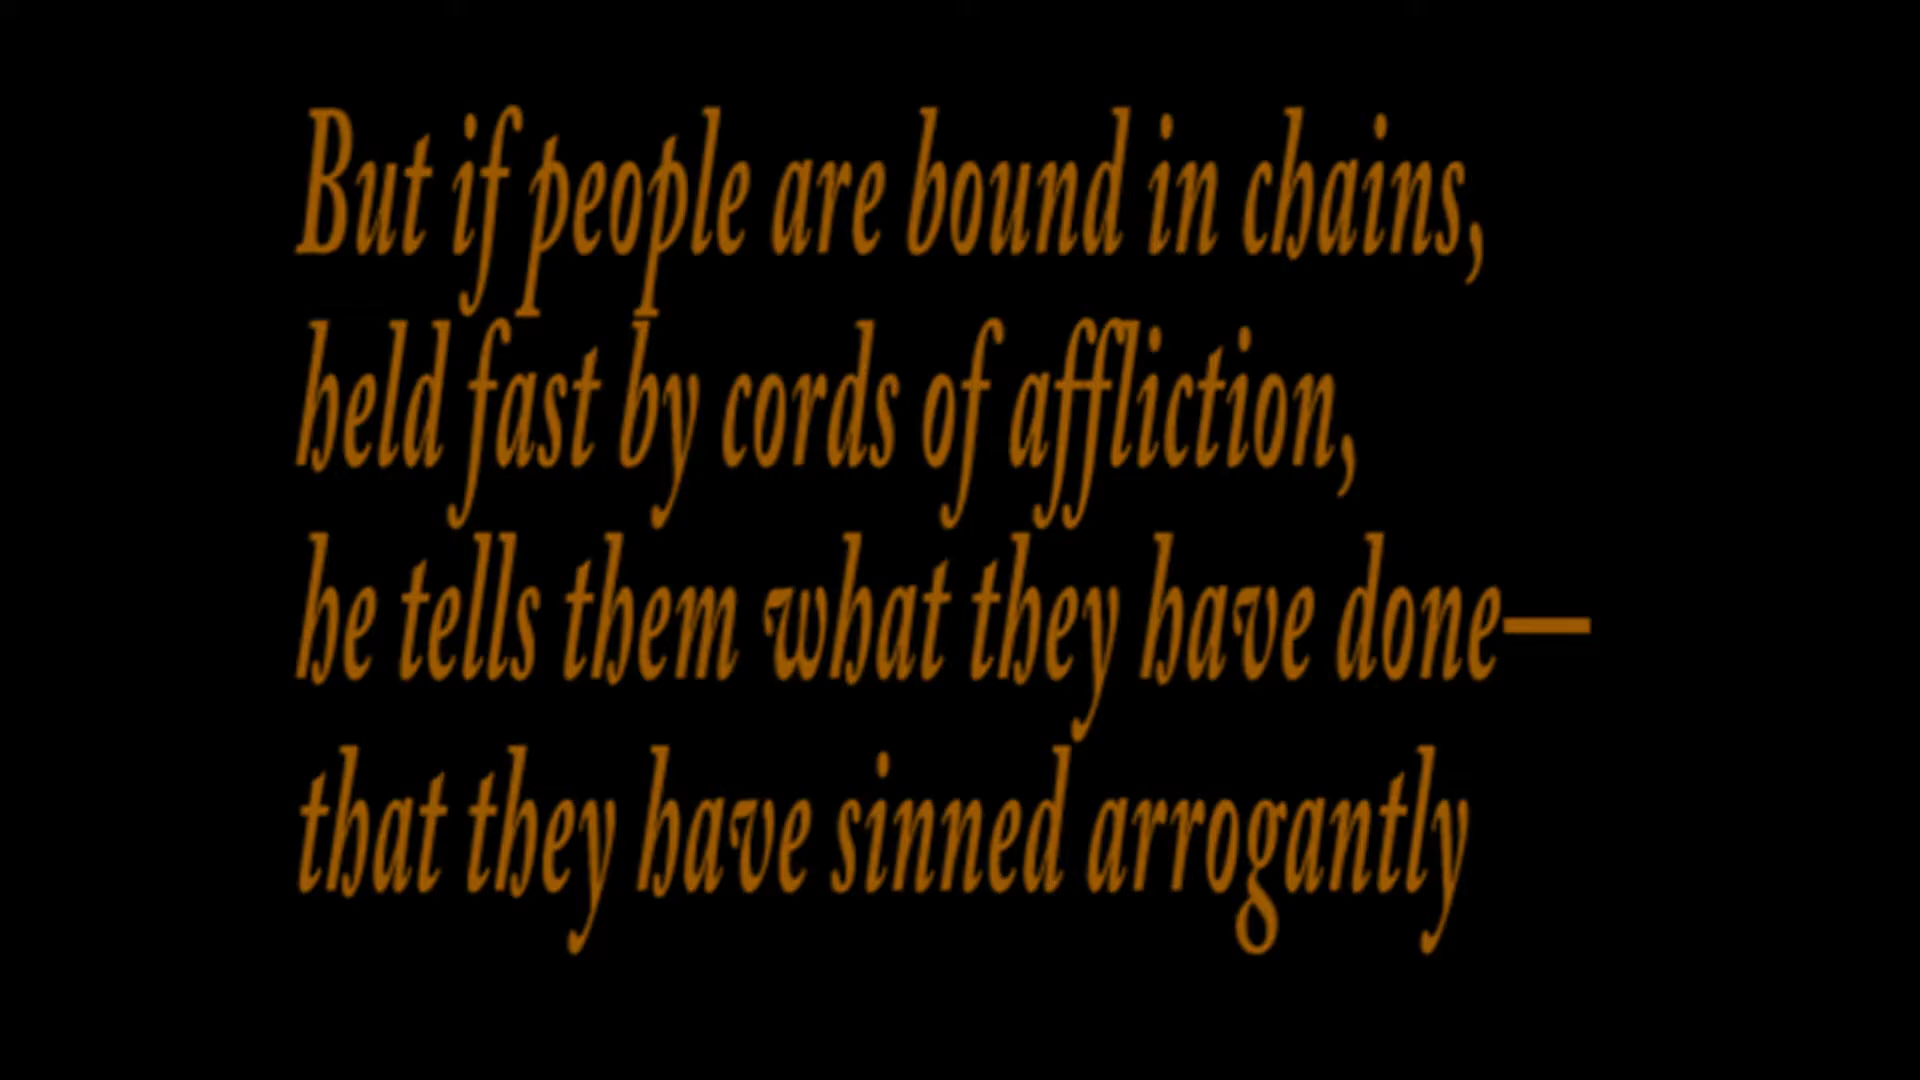 But if people are bound in chains,
held fast by cords of affliction,
he tells them what they have done—
that they have sinned arrogantly